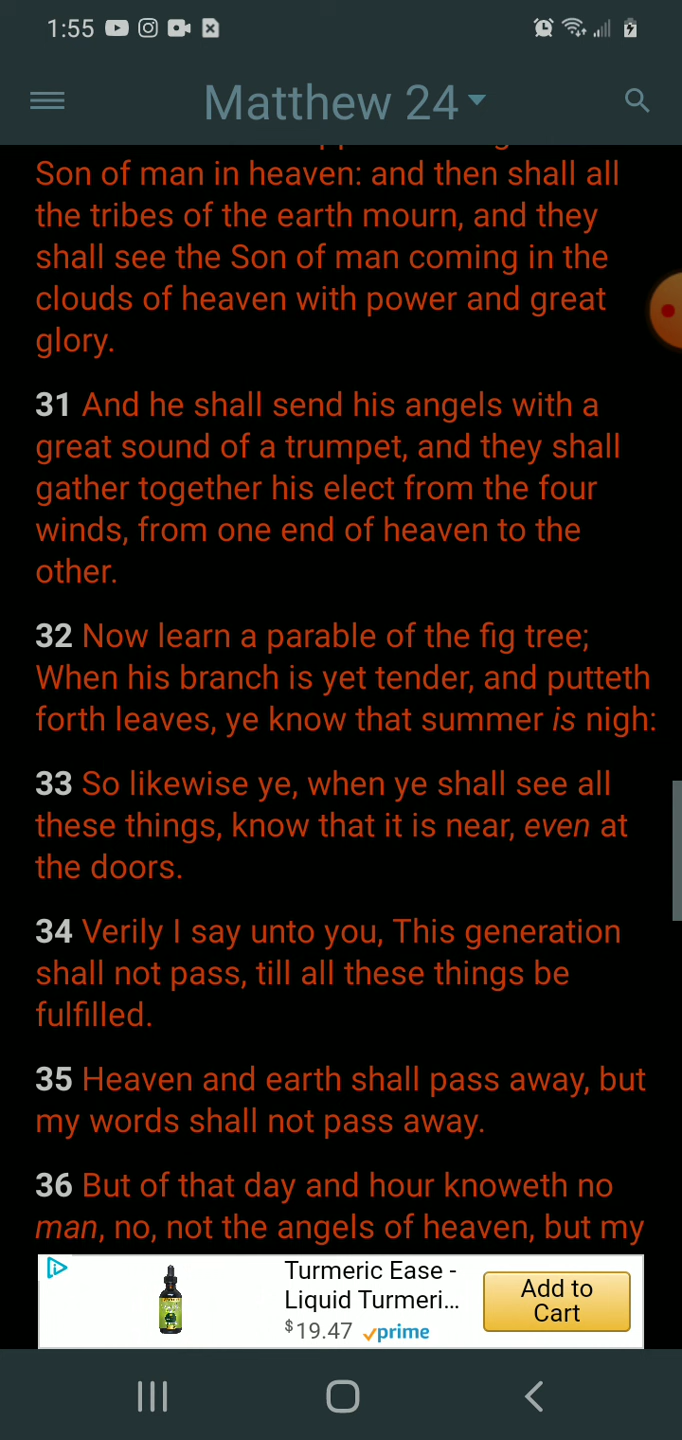 1:55
Matthew 24
Son of man in heaven: and then shall all
the tribes of the earth mourn, and they
shall see the Son of man coming in the
clouds of heaven with power and great
glory.
31 And he shall send his angels with a
great sound of a trumpet, and they shall
gather together his elect from the four
winds, from one end of heaven to the
other.
32 Now learn a parable of the fig tree;
When his branch is yet tender, and putteth
forth leaves, ye know that summer is nigh:
33 So likewise ye, when ye shall see all
these things, know that it is near, even at
the doors.
34 Verily I say unto you, This generation
shall not pass, till all these things be
fulfilled.
35 Heaven and earth shall pass away, but
my words shall not pass away.
36 But of that day and hour knoweth no
man, no, not the angels of heaven, but my
Turmeric Ease -
Liquid Turmeri...
$19.47 prime
Add to
Cart